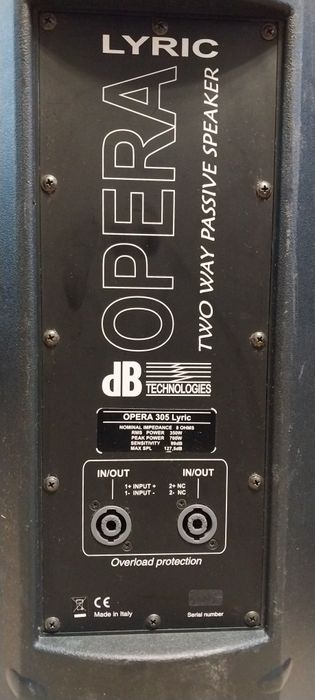 LYRIC
OPERA
TWO WAY PASSIVE SPEAKER
dB TECHNOLOGIES
OPERA 305 Lyric
NOMINAL IMPEDANCE 8 OHMS
RMS POWER 350W
PEAK POWER 700W
SENSITIVITY 99dB
MAX SPL 127,5dB
IN/OUT IN/OUT
1+ INPUT + 2+ NC
1- INPUT - 2- NC
Overload protection
CE
Made in Italy
Serial number